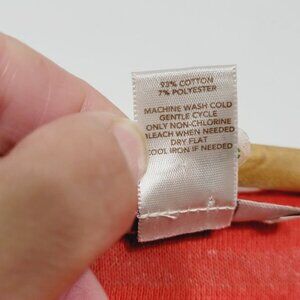 93% COTTON
7% POLYESTER
MACHINE WASH COLD
GENTLE CYCLE
ONLY NON-CHLORINE
BLEACH WHEN NEEDED
DRY FLAT
COOL IRON IF NEEDED